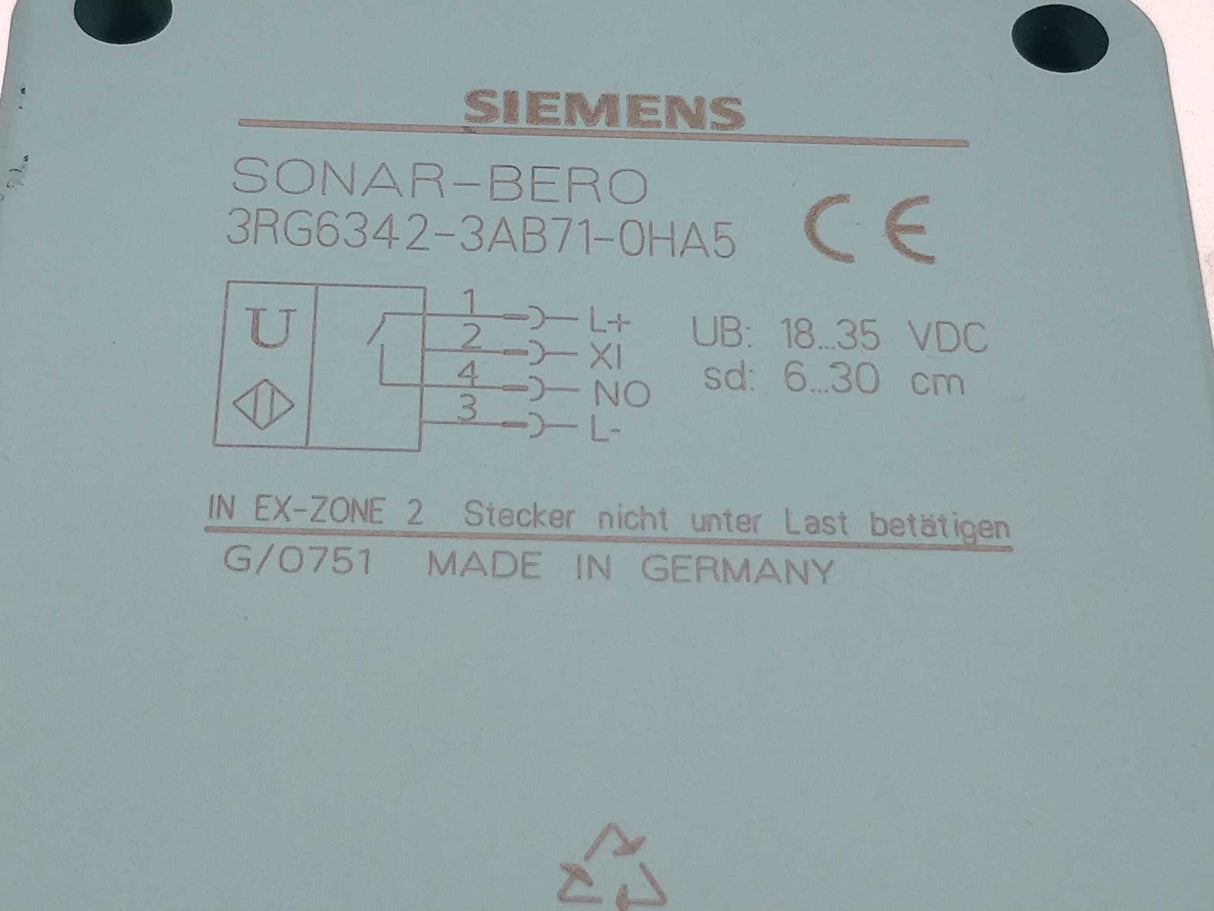 SIEMENS
SONAR-BERO
3RG6342-3AB71-0HA5
CE
U
1 L+
2 XI
4 NO
3 L-
UB: 18...35 VDC
sd: 6...30 cm
IN EX-ZONE 2 Stecker nicht unter Last betätigen
G/0751 MADE IN GERMANY